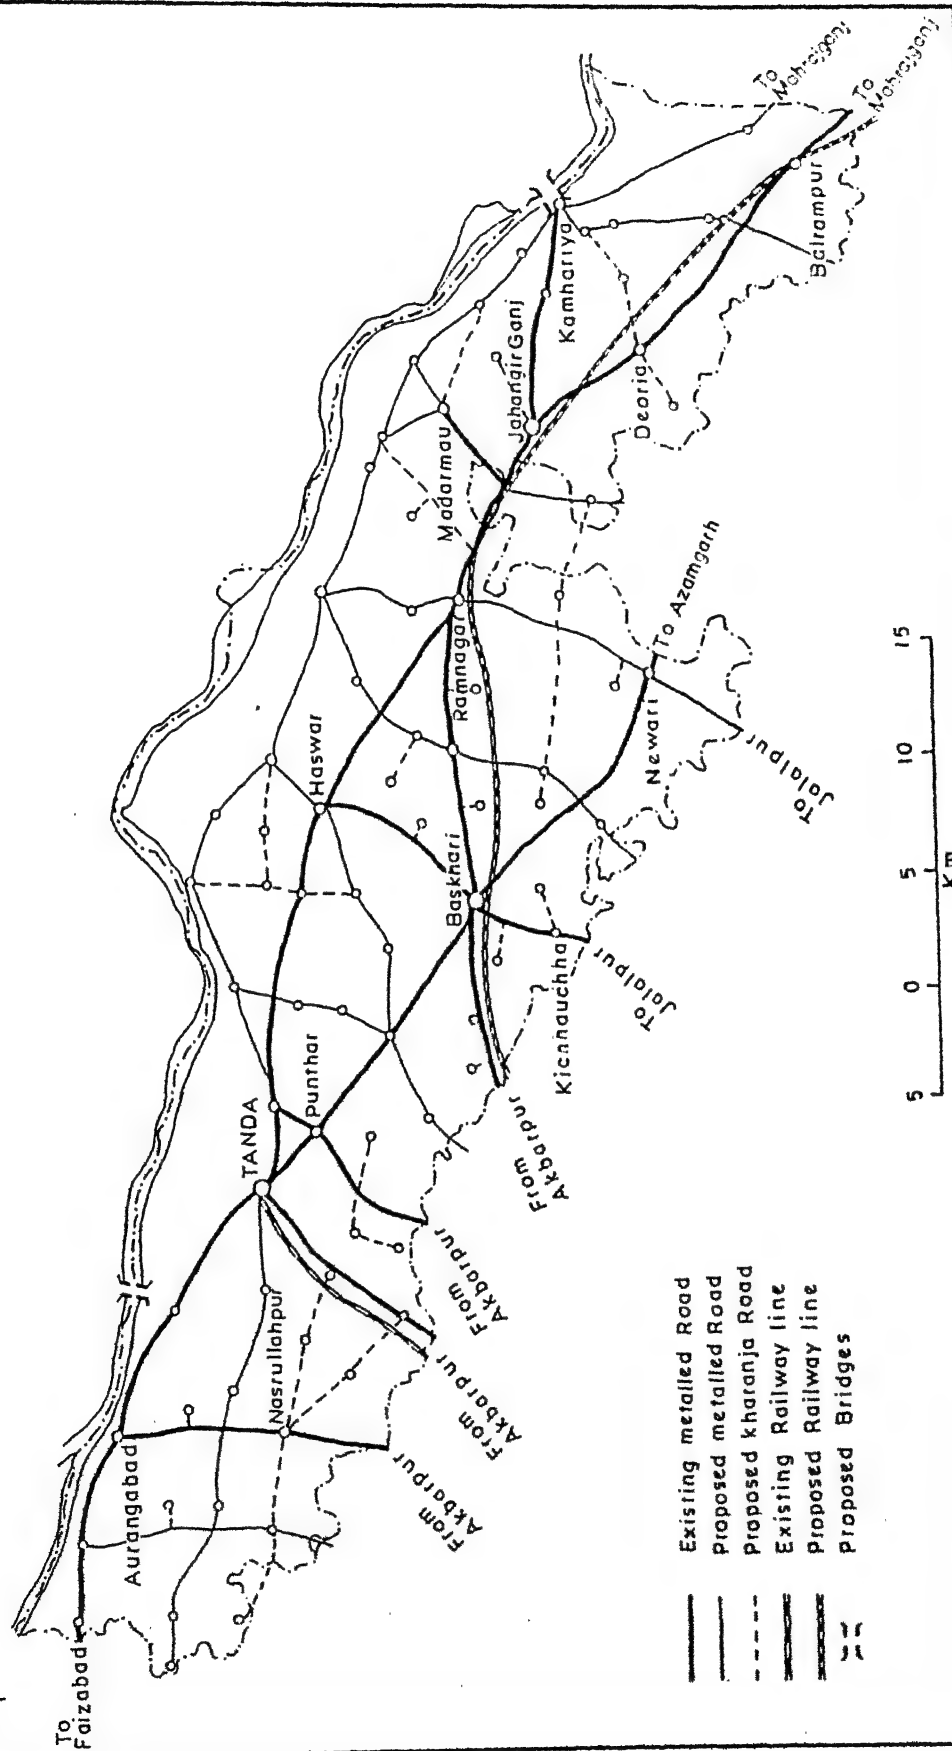 To
Faizabad
Aurangabad
Nasrullahpur
From
Akbarpur
From
Akbarpur
From
Akbarpur
TANDA
Punthar
From
Akbarpur
Haswar
Baskhari
Kichhauchha
To
Jalalpur
Ramnagar
Newari
To
Jalalpur
To Azamgarh
Madarmau
Jahangir Ganj
Kamhariya
Deoria
Balrampur
To
Mahrajganj
To
Mahrajganj
Existing metalled Road
Proposed metalled Road
Proposed kharanja Road
Existing Railway line
Proposed Railway line
Proposed Bridges
5 0 5 10 15
Km